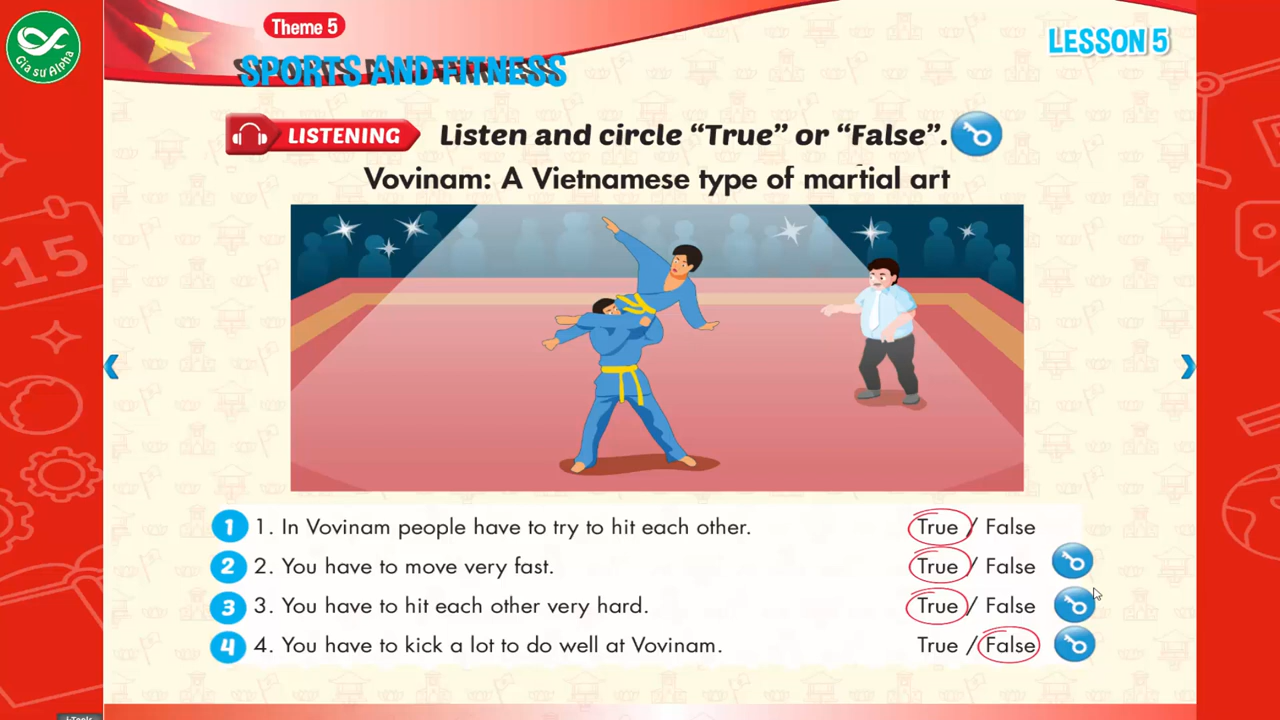 Gia sư Alpha
Theme 5
SPORTS AND FITNESS
LESSON 5
LISTENING Listen and circle “True” or “False”.
Vovinam: A Vietnamese type of martial art
15
1 1. In Vovinam people have to try to hit each other. True / False
2 2. You have to move very fast. True / False
3 3. You have to hit each other very hard. True / False
4 4. You have to kick a lot to do well at Vovinam. True / False